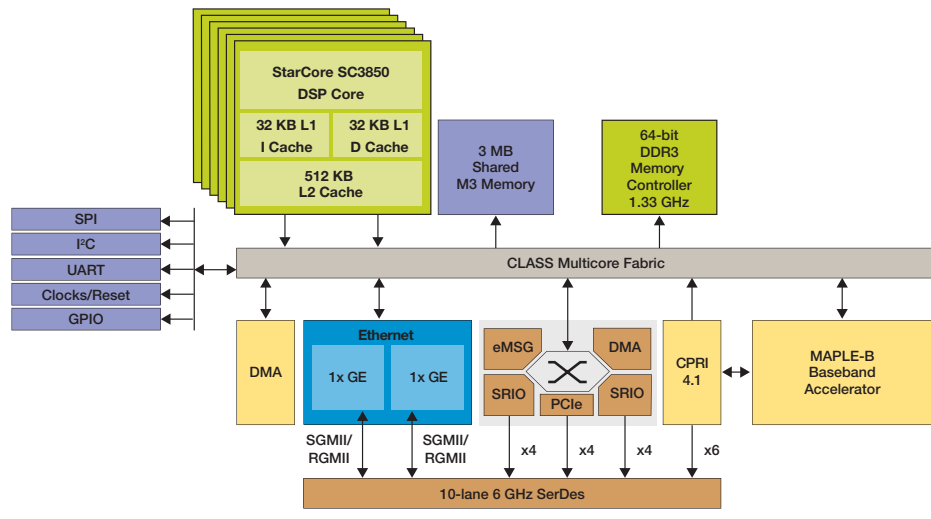 StarCore SC3850
DSP Core
32 KB L1
I Cache
32 KB L1
D Cache
512 KB
L2 Cache
3 MB
Shared
M3 Memory
64-bit
DDR3
Memory
Controller
1.33 GHz
SPI
I²C
UART
Clocks/Reset
GPIO
CLASS Multicore Fabric
DMA
Ethernet
1x GE
1x GE
eMSG
DMA
SRIO
PCIe
SRIO
CPRI
4.1
MAPLE-B
Baseband
Accelerator
SGMII/
RGMII
SGMII/
RGMII
x4
x4
x4
x6
10-lane 6 GHz SerDes